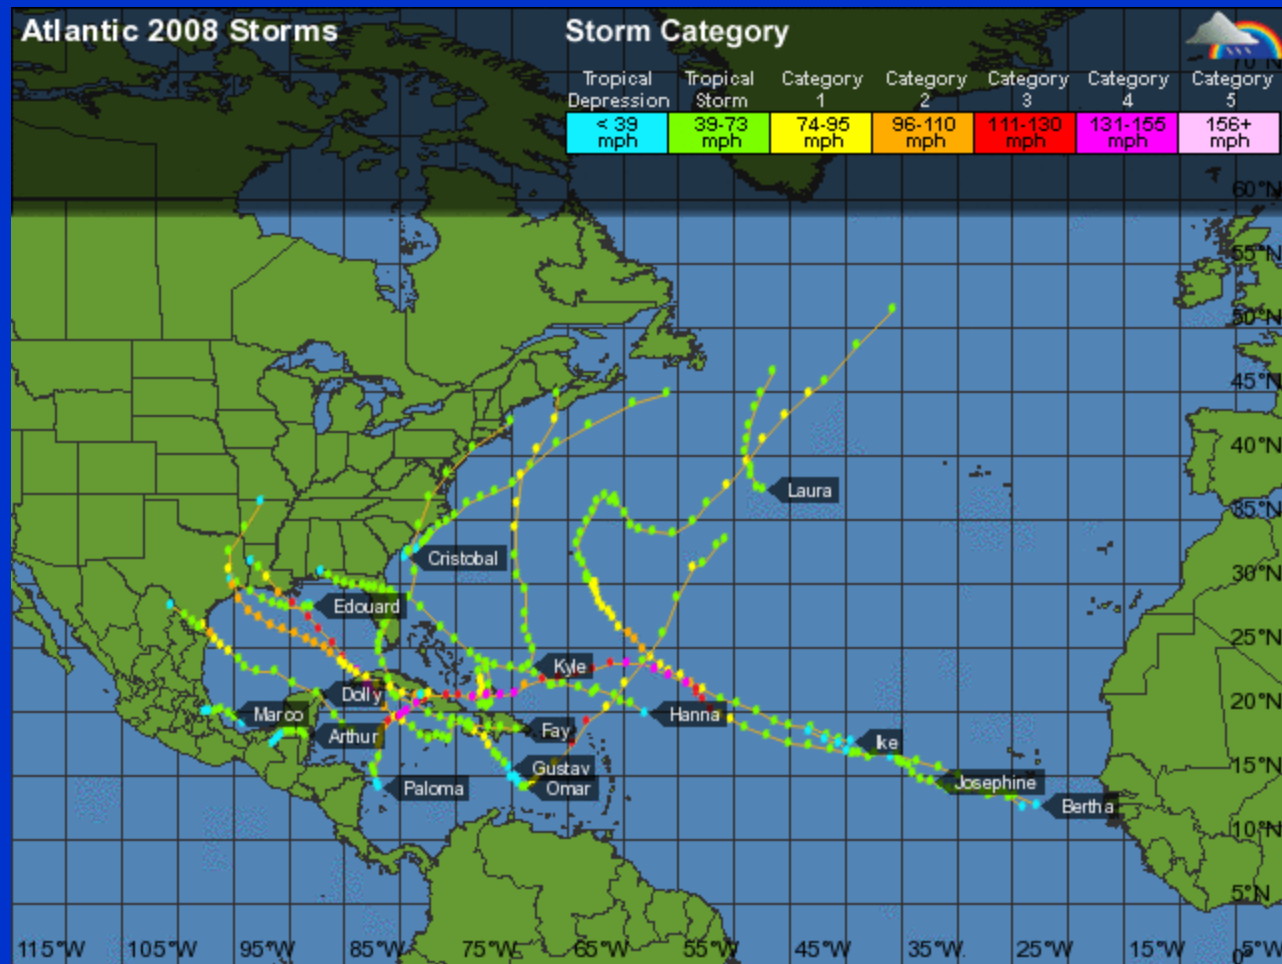 Atlantic 2008 Storms
Storm Category
Tropical Depression
Tropical Storm
Category 1
Category 2
Category 3
Category 4
Category 5
< 39 mph
39-73 mph
74-95 mph
96-110 mph
111-130 mph
131-155 mph
156+ mph
70°N
60°N
55°N
50°N
45°N
40°N
35°N
30°N
25°N
20°N
15°N
10°N
5°N
0°
Laura
Cristobal
Edouard
Kyle
Dolly
Marco
Hanna
Arthur
Fay
Ike
Gustav
Omar
Paloma
Josephine
Bertha
115°W
105°W
95°W
85°W
75°W
65°W
55°W
45°W
35°W
25°W
15°W
5°W